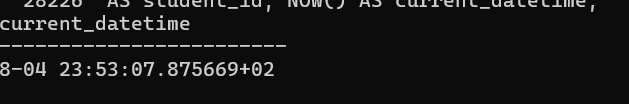 28226  AS student_id, NOW() AS current_datetime,
current_datetime
------------------------
8-04 23:53:07.875669+02